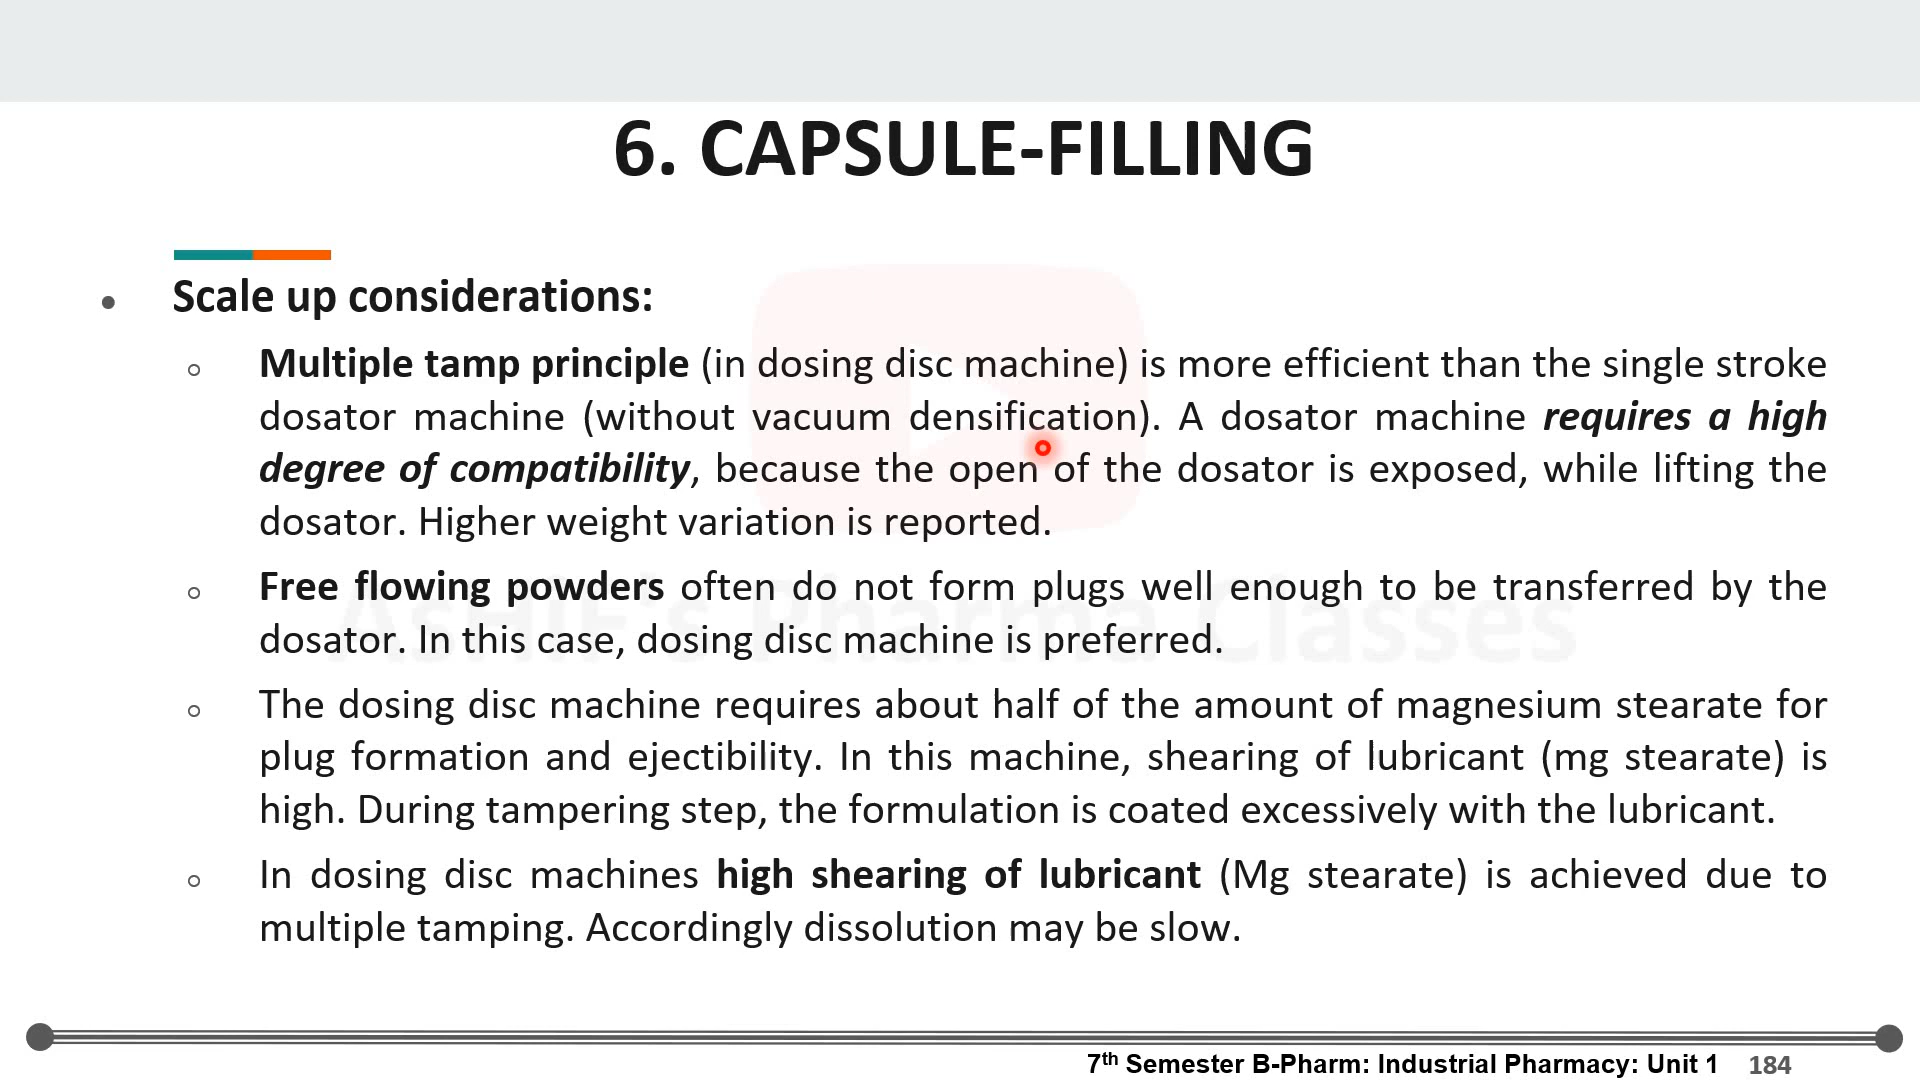 6. CAPSULE-FILLING
Scale up considerations:
Multiple tamp principle (in dosing disc machine) is more efficient than the single stroke
dosator machine (without vacuum densification). A dosator machine requires a high
degree of compatibility, because the open of the dosator is exposed, while lifting the
dosator. Higher weight variation is reported.
Free flowing powders often do not form plugs well enough to be transferred by the
dosator. In this case, dosing disc machine is preferred.
AsHIF's Pharma Classes
The dosing disc machine requires about half of the amount of magnesium stearate for
plug formation and ejectibility. In this machine, shearing of lubricant (mg stearate) is
high. During tampering step, the formulation is coated excessively with the lubricant.
In dosing disc machines high shearing of lubricant (Mg stearate) is achieved due to
multiple tamping. Accordingly dissolution may be slow.
7th Semester B-Pharm: Industrial Pharmacy: Unit 1 184